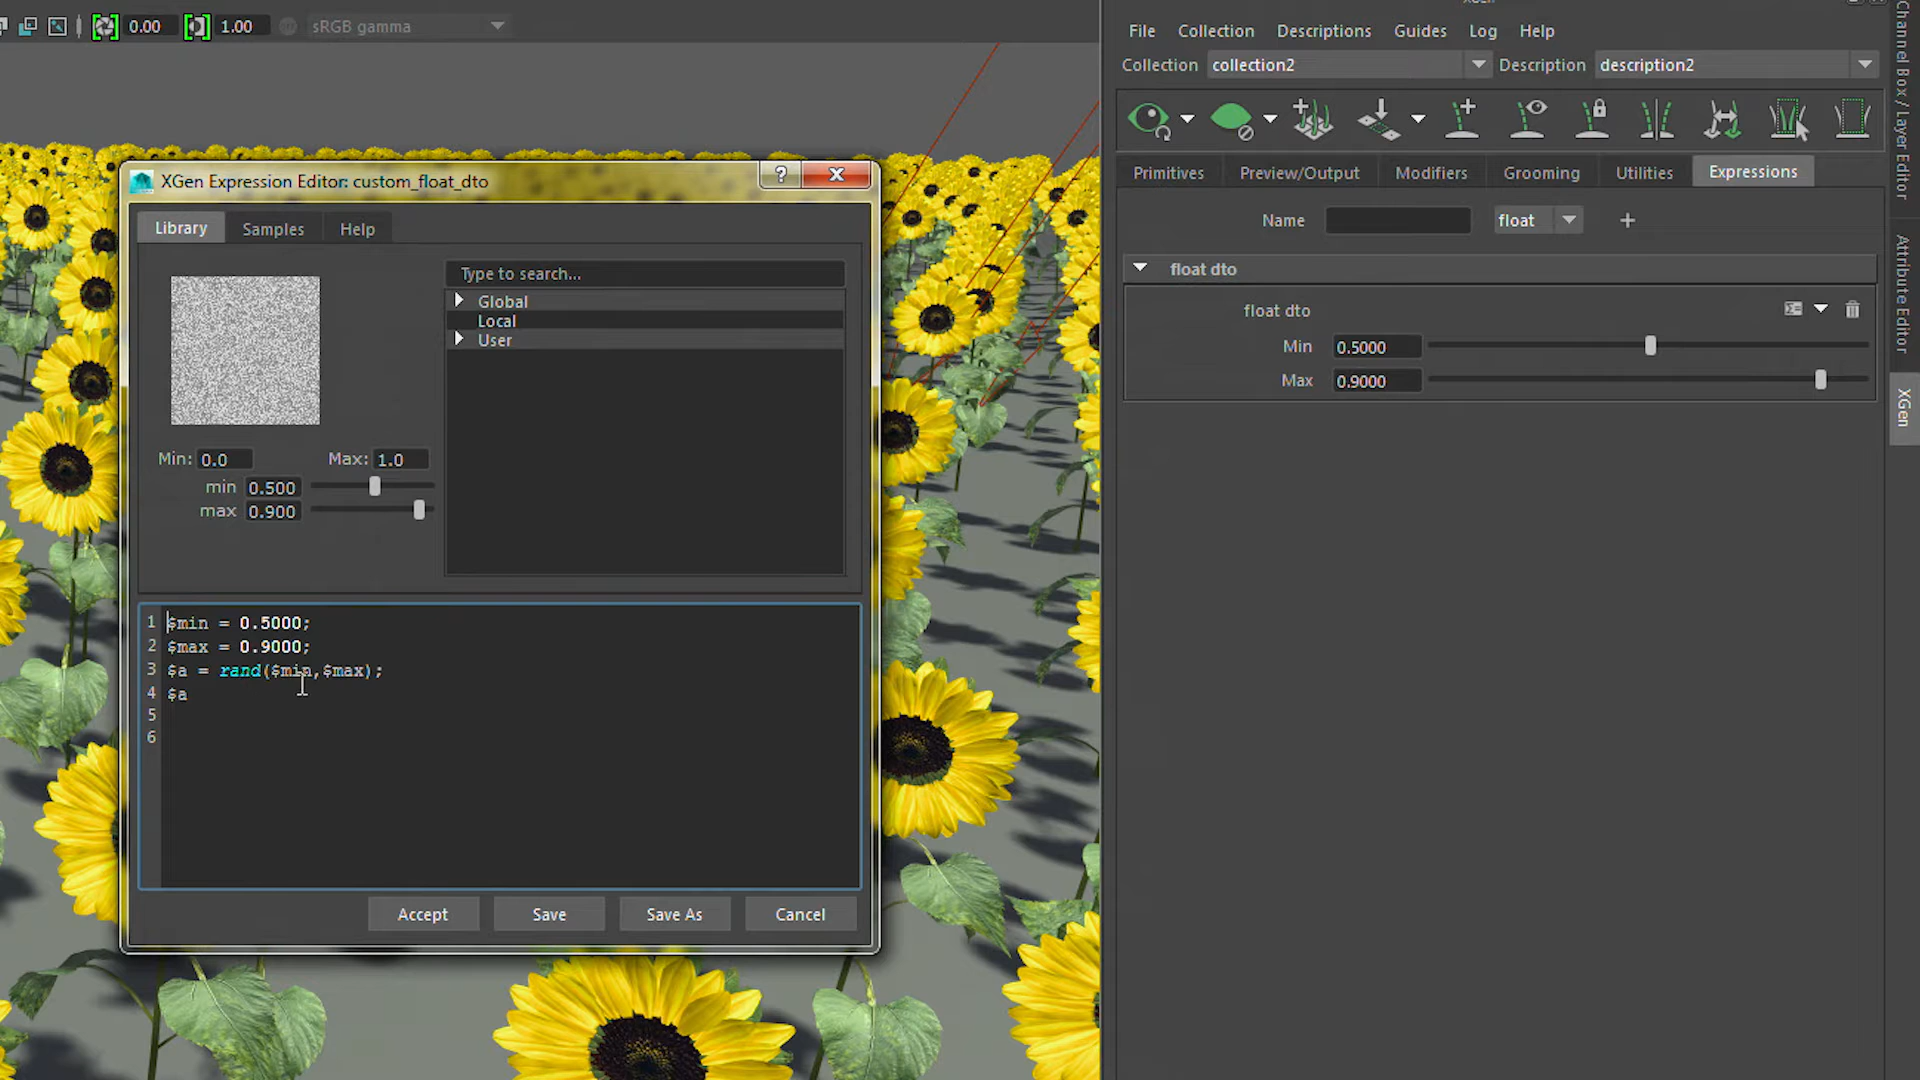 0.00
1.00
sRGB gamma
File Collection Descriptions Guides Log Help
Collection collection2 Description description2
Primitives Preview/Output Modifiers Grooming Utilities Expressions
Name float +
float dto
float dto
Min 0.5000
Max 0.9000
Channel Box / Layer Editor
Attribute Editor
XGen
XGen Expression Editor: custom_float_dto
?
Library Samples Help
Type to search...
Global
Local
User
Min: 0.0 Max: 1.0
min 0.500
max 0.900
1 $min = 0.5000;
2 $max = 0.9000;
3 $a = rand($min,$max);
4 $a
5
6
Accept Save Save As Cancel